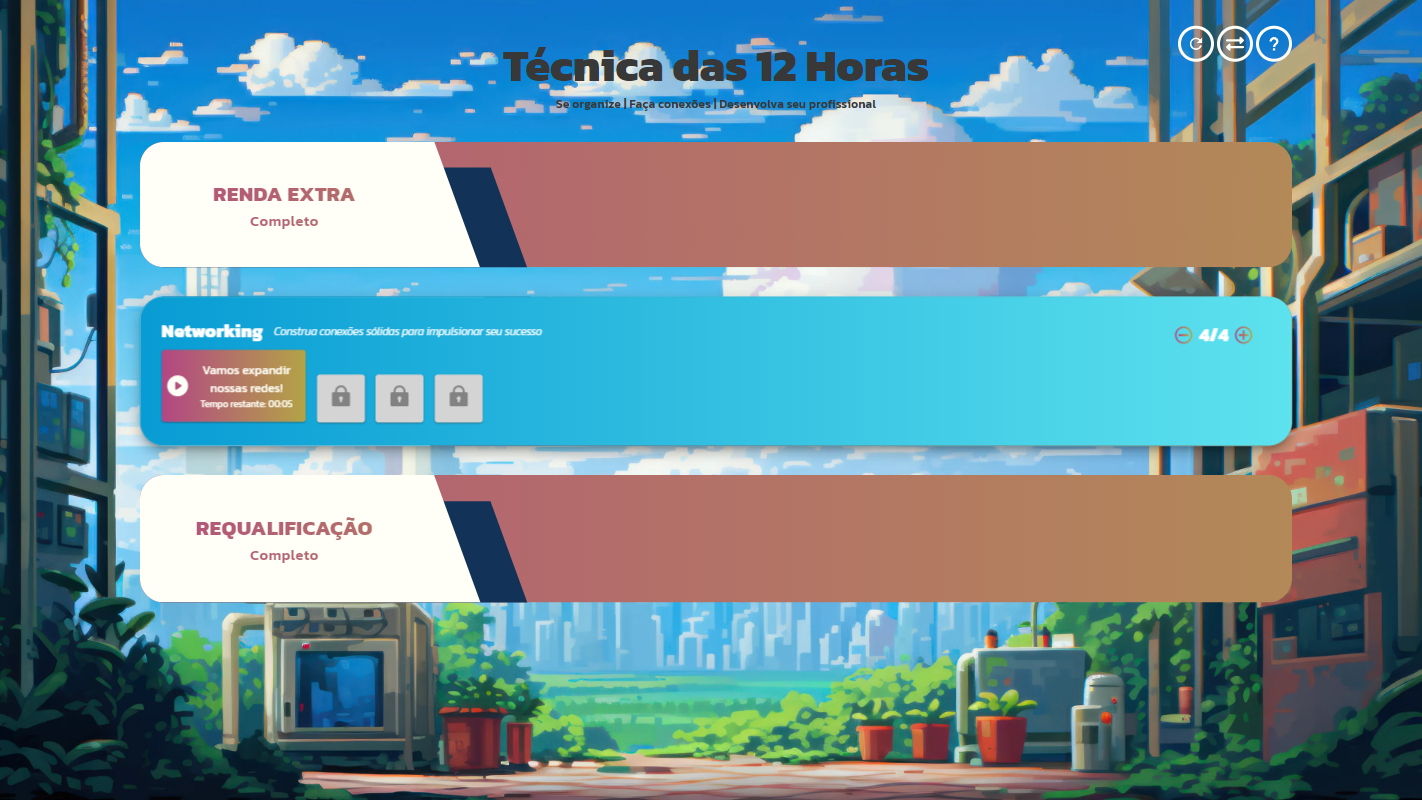 Técnica das 12 Horas
Se organize | Faça conexões | Desenvolva seu profissional
RENDA EXTRA
Completo
Networking Construa conexões sólidas para impulsionar seu sucesso
4/4
Vamos expandir
nossas redes!
Tempo restante: 00:05
REQUALIFICAÇÃO
Completo